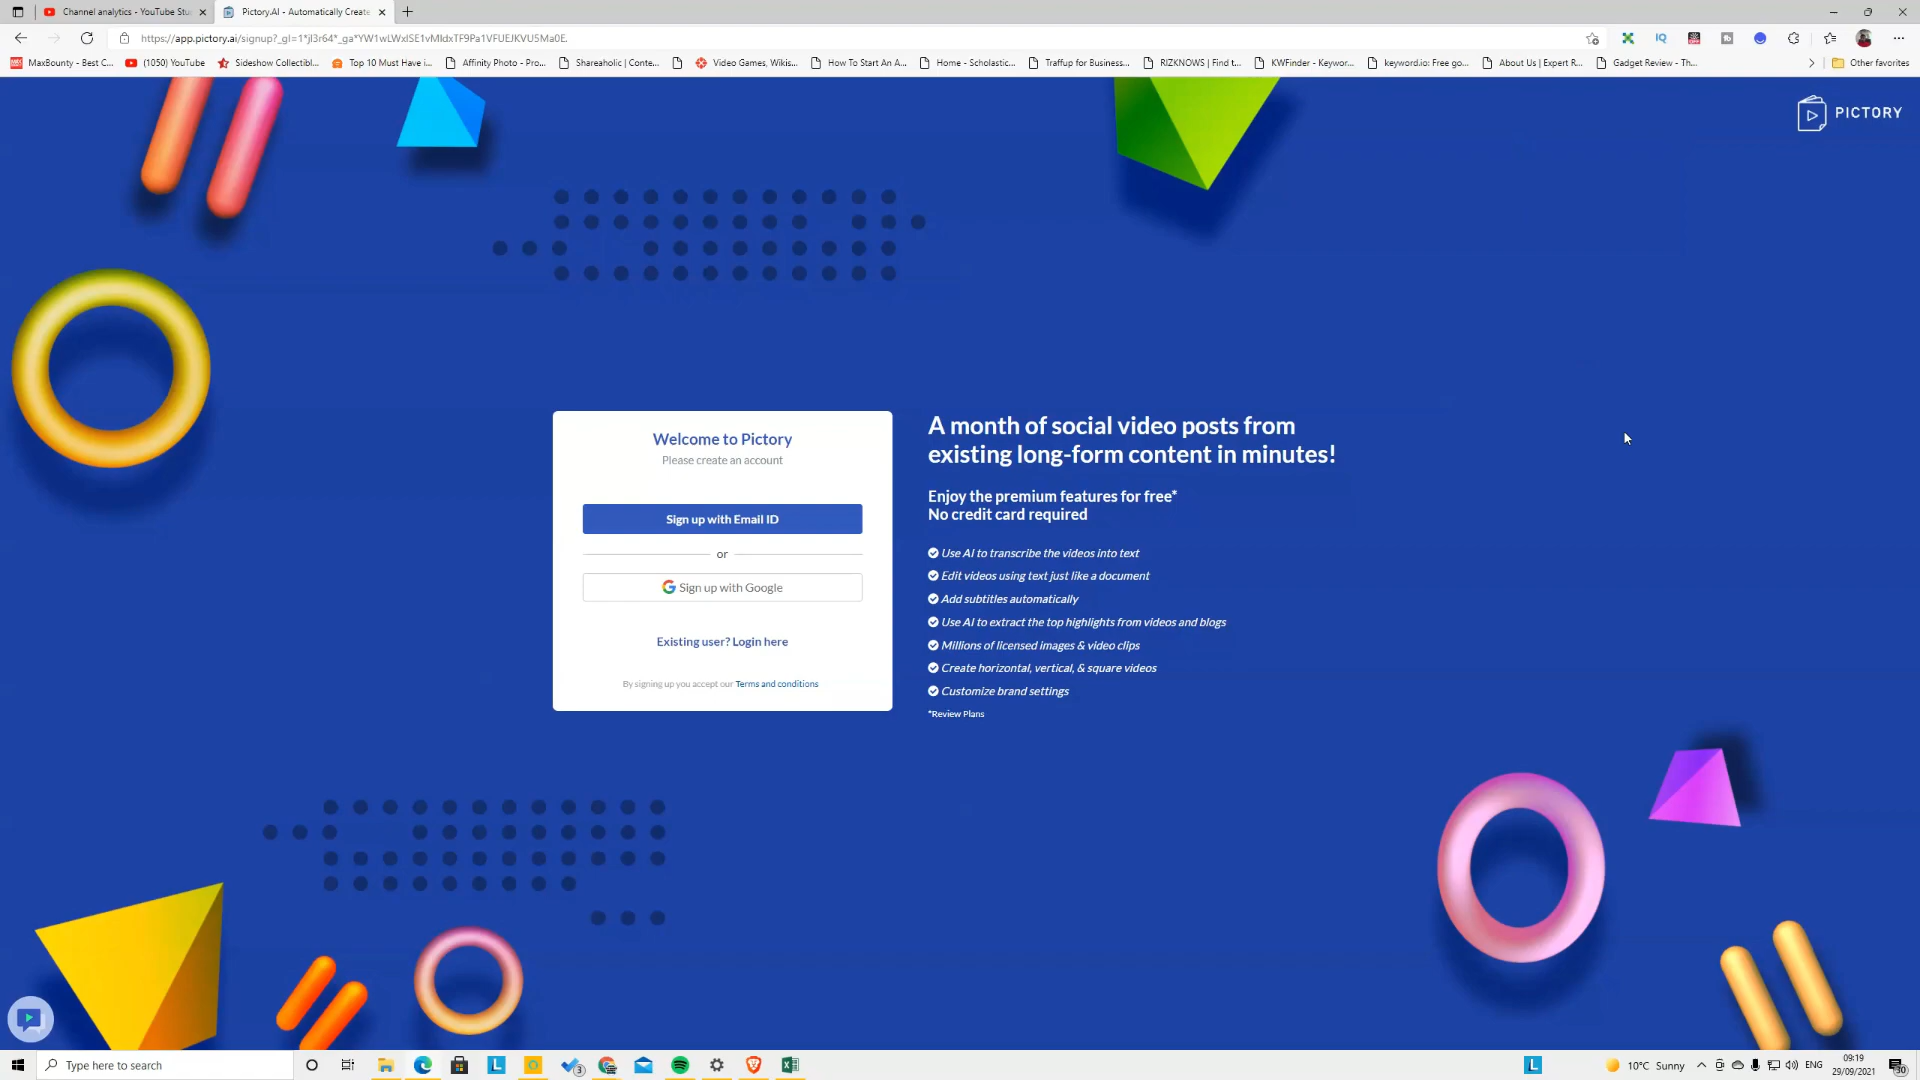 Channel analytics - YouTube Stu
Pictory.AI - Automatically Create
https://app.pictory.ai/signup?_gl=1*jl3r64*_ga*
MaxBounty - Best C...
(1050) YouTube
Sideshow Collectibl...
Top 10 Must Have i...
Affinity Photo - Pro...
Shareaholic | Conte...
Video Games, Wikis...
How To Start An A...
Home - Scholastic...
Traffup for Business...
RIZKNOWS | Find t...
KWFinder - Keywor...
keyword.io: Free go...
About Us | Expert R...
Gadget Review - Th...
Other favorites
PICTORY
Welcome to Pictory
Please create an account
Sign up with Email ID
or
Sign up with Google
Existing user? Login here
By signing up you accept our Terms and conditions
A month of social video posts from
existing long-form content in minutes!
Enjoy the premium features for free*
No credit card required
Use AI to transcribe the videos into text
Edit videos using text just like a document
Add subtitles automatically
Use AI to extract the top highlights from videos and blogs
Millions of licensed images & video clips
Create horizontal, vertical, & square videos
Customize brand settings
*Review Plans
Type here to search
3
L
L
10°C Sunny
ENG
09:19
29/09/2021
30